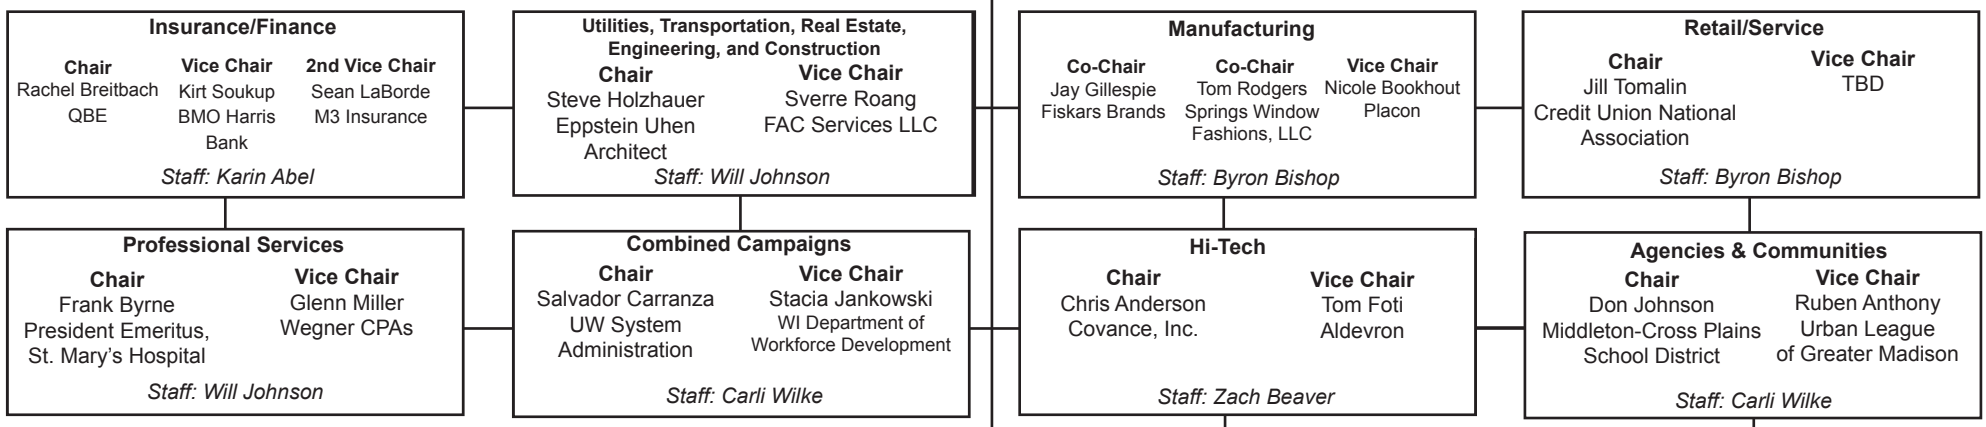 Insurance/Finance
Chair
Rachel Breitbach
QBE
Vice Chair
Kirt Soukup
BMO Harris
Bank
2nd Vice Chair
Sean LaBorde
M3 Insurance
Staff: Karin Abel
Utilities, Transportation, Real Estate,
Engineering, and Construction
Chair
Steve Holzhauer
Eppstein Uhen
Architect
Vice Chair
Sverre Roang
FAC Services LLC
Staff: Will Johnson
Manufacturing
Co-Chair
Jay Gillespie
Fiskars Brands
Co-Chair
Tom Rodgers
Springs Window
Fashions, LLC
Vice Chair
Nicole Bookhout
Placon
Staff: Byron Bishop
Retail/Service
Chair
Jill Tomalin
Credit Union National
Association
Vice Chair
TBD
Staff: Byron Bishop
Professional Services
Chair
Frank Byrne
President Emeritus,
St. Mary’s Hospital
Vice Chair
Glenn Miller
Wegner CPAs
Staff: Will Johnson
Combined Campaigns
Chair
Salvador Carranza
UW System
Administration
Vice Chair
Stacia Jankowski
WI Department of
Workforce Development
Staff: Carli Wilke
Hi-Tech
Chair
Chris Anderson
Covance, Inc.
Vice Chair
Tom Foti
Aldevron
Staff: Zach Beaver
Agencies & Communities
Chair
Don Johnson
Middleton-Cross Plains
School District
Vice Chair
Ruben Anthony
Urban League
of Greater Madison
Staff: Carli Wilke